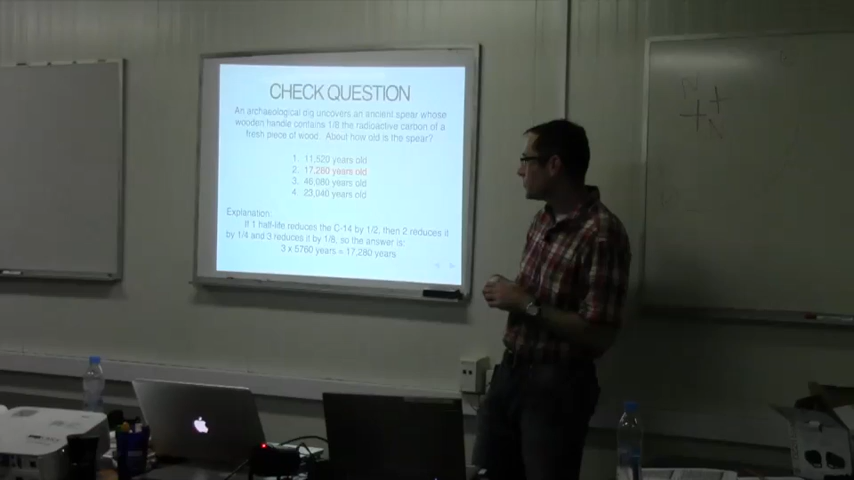 CHECK QUESTION
An archaeological dig uncovers an ancient spear whose
wooden handle contains 1/8 the radioactive carbon of a
fresh piece of wood. About how old is the spear?
1. 11,520 years old
2. 17,280 years old
3. 46,080 years old
4. 23,040 years old
Explanation:
If 1 half-life reduces the C-14 by 1/2, then 2 reduces it
by 1/4 and 3 reduces it by 1/8, so the answer is:
3 x 5760 years = 17,280 years